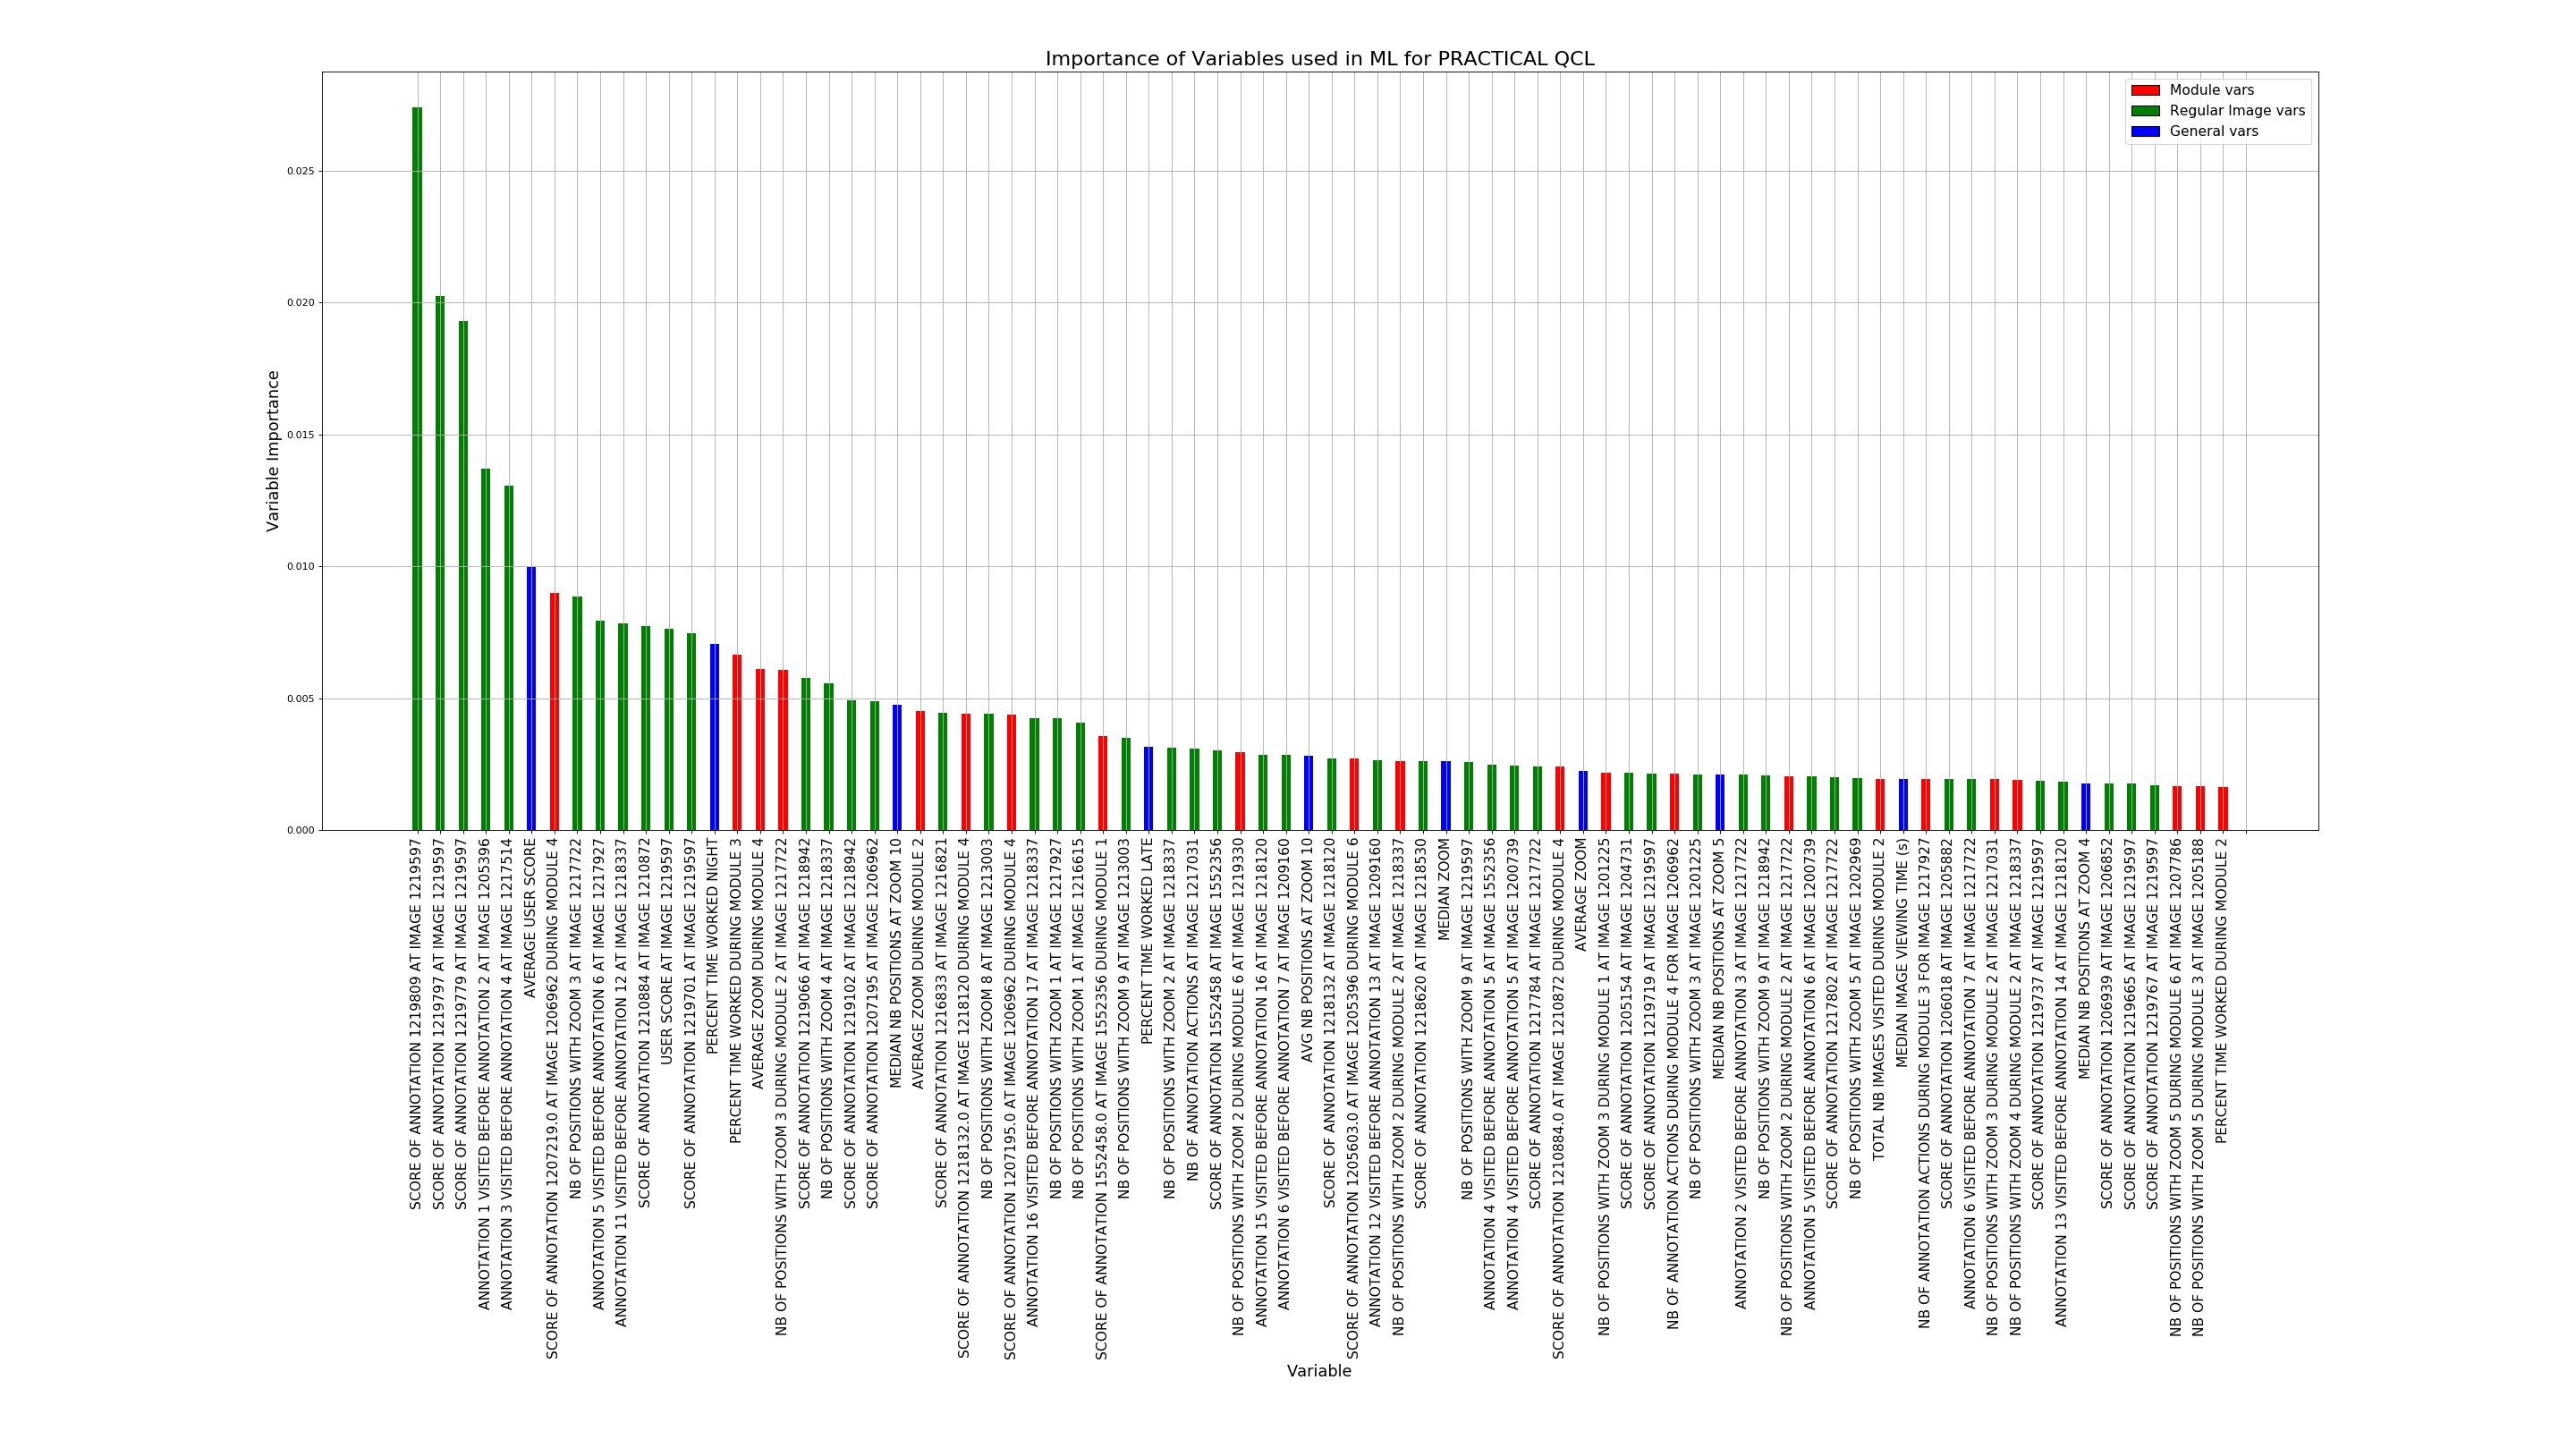 Importance of Variables used in ML for PRACTICAL QCL
Module vars
Regular Image vars
General vars
Variable Importance
0.025
0.020
0.015
0.010
0.005
0.000
SCORE OF ANNOTATION 1219809 AT IMAGE 1219597
SCORE OF ANNOTATION 1219797 AT IMAGE 1219597
SCORE OF ANNOTATION 1219779 AT IMAGE 1219597
ANNOTATION 1 VISITED BEFORE ANNOTATION 2 AT IMAGE 1205396
ANNOTATION 3 VISITED BEFORE ANNOTATION 4 AT IMAGE 1217514
AVERAGE USER SCORE
SCORE OF ANNOTATION 1207219.0 AT IMAGE 1206962 DURING MODULE 4
NB OF POSITIONS WITH ZOOM 3 AT IMAGE 1217722
ANNOTATION 5 VISITED BEFORE ANNOTATION 6 AT IMAGE 1217927
ANNOTATION 11 VISITED BEFORE ANNOTATION 12 AT IMAGE 1218337
SCORE OF ANNOTATION 1210884 AT IMAGE 1210872
USER SCORE AT IMAGE 1219597
SCORE OF ANNOTATION 1219701 AT IMAGE 1219597
PERCENT TIME WORKED NIGHT
PERCENT TIME WORKED DURING MODULE 3
AVERAGE ZOOM DURING MODULE 4
NB OF POSITIONS WITH ZOOM 3 DURING MODULE 2 AT IMAGE 1217722
SCORE OF ANNOTATION 1219066 AT IMAGE 1218942
NB OF POSITIONS WITH ZOOM 4 AT IMAGE 1218337
SCORE OF ANNOTATION 1219102 AT IMAGE 1218942
SCORE OF ANNOTATION 1207195 AT IMAGE 1206962
MEDIAN NB POSITIONS AT ZOOM 10
AVERAGE ZOOM DURING MODULE 2
SCORE OF ANNOTATION 1216833 AT IMAGE 1216821
SCORE OF ANNOTATION 1218132.0 AT IMAGE 1218120 DURING MODULE 4
NB OF POSITIONS WITH ZOOM 8 AT IMAGE 1213003
SCORE OF ANNOTATION 1207195.0 AT IMAGE 1206962 DURING MODULE 4
ANNOTATION 16 VISITED BEFORE ANNOTATION 17 AT IMAGE 1218337
NB OF POSITIONS WITH ZOOM 1 AT IMAGE 1217927
NB OF POSITIONS WITH ZOOM 1 AT IMAGE 1216615
SCORE OF ANNOTATION 1552458.0 AT IMAGE 1552356 DURING MODULE 1
NB OF POSITIONS WITH ZOOM 9 AT IMAGE 1213003
PERCENT TIME WORKED LATE
NB OF POSITIONS WITH ZOOM 2 AT IMAGE 1218337
NB OF ANNOTATION ACTIONS AT IMAGE 1217031
SCORE OF ANNOTATION 1552458 AT IMAGE 1552356
NB OF POSITIONS WITH ZOOM 2 DURING MODULE 6 AT IMAGE 1219330
ANNOTATION 15 VISITED BEFORE ANNOTATION 16 AT IMAGE 1218120
ANNOTATION 6 VISITED BEFORE ANNOTATION 7 AT IMAGE 1209160
AVG NB POSITIONS AT ZOOM 10
SCORE OF ANNOTATION 1218132 AT IMAGE 1218120
SCORE OF ANNOTATION 1205603.0 AT IMAGE 1205396 DURING MODULE 6
ANNOTATION 12 VISITED BEFORE ANNOTATION 13 AT IMAGE 1209160
NB OF POSITIONS WITH ZOOM 2 DURING MODULE 2 AT IMAGE 1218337
SCORE OF ANNOTATION 1218620 AT IMAGE 1218530
MEDIAN ZOOM
NB OF POSITIONS WITH ZOOM 9 AT IMAGE 1219597
ANNOTATION 4 VISITED BEFORE ANNOTATION 5 AT IMAGE 1552356
ANNOTATION 4 VISITED BEFORE ANNOTATION 5 AT IMAGE 1200739
SCORE OF ANNOTATION 1217784 AT IMAGE 1217722
SCORE OF ANNOTATION 1210884.0 AT IMAGE 1210872 DURING MODULE 4
AVERAGE ZOOM
NB OF POSITIONS WITH ZOOM 3 DURING MODULE 1 AT IMAGE 1201225
SCORE OF ANNOTATION 1205154 AT IMAGE 1204731
SCORE OF ANNOTATION 1219719 AT IMAGE 1219597
NB OF ANNOTATION ACTIONS DURING MODULE 4 FOR IMAGE 1206962
NB OF POSITIONS WITH ZOOM 3 AT IMAGE 1201225
MEDIAN NB POSITIONS AT ZOOM 5
ANNOTATION 2 VISITED BEFORE ANNOTATION 3 AT IMAGE 1217722
NB OF POSITIONS WITH ZOOM 9 AT IMAGE 1218942
NB OF POSITIONS WITH ZOOM 2 DURING MODULE 2 AT IMAGE 1217722
ANNOTATION 5 VISITED BEFORE ANNOTATION 6 AT IMAGE 1200739
SCORE OF ANNOTATION 1217802 AT IMAGE 1217722
NB OF POSITIONS WITH ZOOM 5 AT IMAGE 1202969
TOTAL NB IMAGES VISITED DURING MODULE 2
MEDIAN IMAGE VIEWING TIME (s)
NB OF ANNOTATION ACTIONS DURING MODULE 3 FOR IMAGE 1217927
SCORE OF ANNOTATION 1206018 AT IMAGE 1205882
ANNOTATION 6 VISITED BEFORE ANNOTATION 7 AT IMAGE 1217722
NB OF POSITIONS WITH ZOOM 3 DURING MODULE 2 AT IMAGE 1217031
NB OF POSITIONS WITH ZOOM 4 DURING MODULE 2 AT IMAGE 1218337
SCORE OF ANNOTATION 1219737 AT IMAGE 1219597
ANNOTATION 13 VISITED BEFORE ANNOTATION 14 AT IMAGE 1218120
MEDIAN NB POSITIONS AT ZOOM 4
SCORE OF ANNOTATION 1206939 AT IMAGE 1206852
SCORE OF ANNOTATION 1219665 AT IMAGE 1219597
SCORE OF ANNOTATION 1219767 AT IMAGE 1219597
NB OF POSITIONS WITH ZOOM 5 DURING MODULE 6 AT IMAGE 1207786
NB OF POSITIONS WITH ZOOM 5 DURING MODULE 3 AT IMAGE 1205188
PERCENT TIME WORKED DURING MODULE 2
Variable